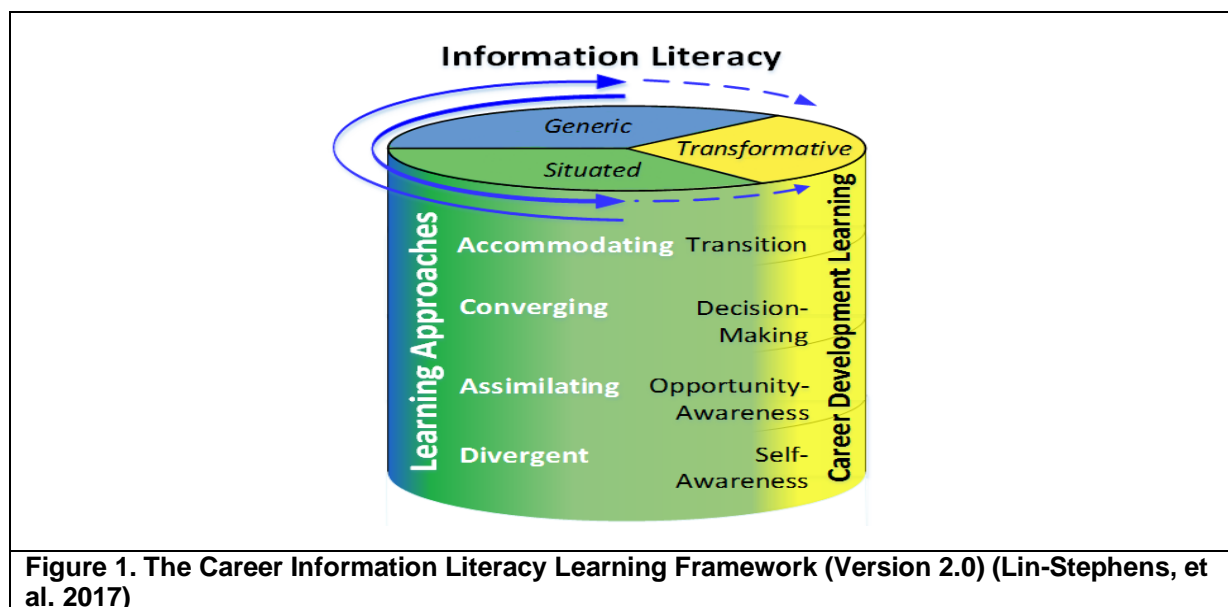 Information Literacy
Generic
Transformative
Situated
Learning Approaches
Accommodating
Transition
Converging
Decision-
Making
Assimilating
Opportunity-
Awareness
Divergent
Self-
Awareness
Career Development Learning
Figure 1. The Career Information Literacy Learning Framework (Version 2.0) (Lin-Stephens, et
al. 2017)